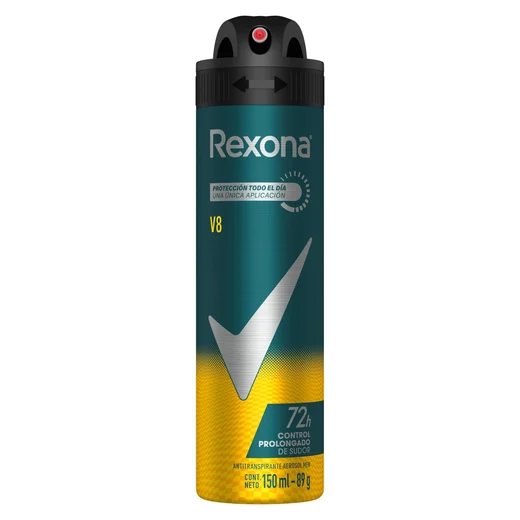 Rexona
PROTECCIÓN TODO EL DÍA
UNA ÚNICA APLICACIÓN
V8
72h
CONTROL
PROLONGADO
DE SUDOR
ANTITRANSPIRANTE AEROSOL MEN
CONT. NETO 150 ml - 89 g